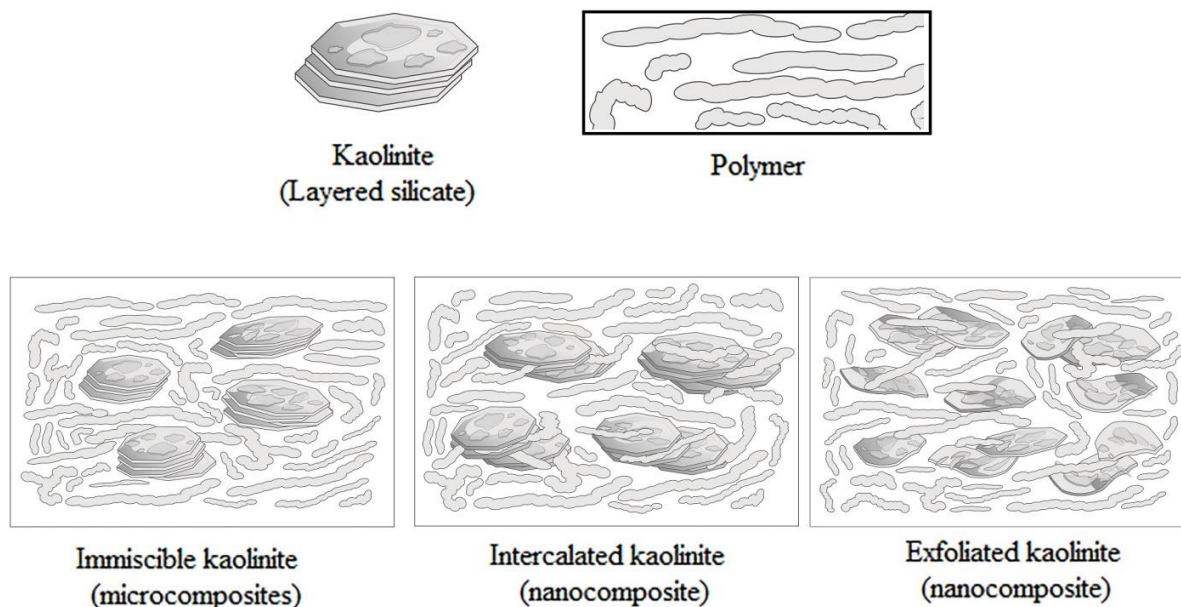 Kaolinite
(Layered silicate)
Polymer
Immiscible kaolinite
(microcomposites)
Intercalated kaolinite
(nanocomposite)
Exfoliated kaolinite
(nanocomposite)